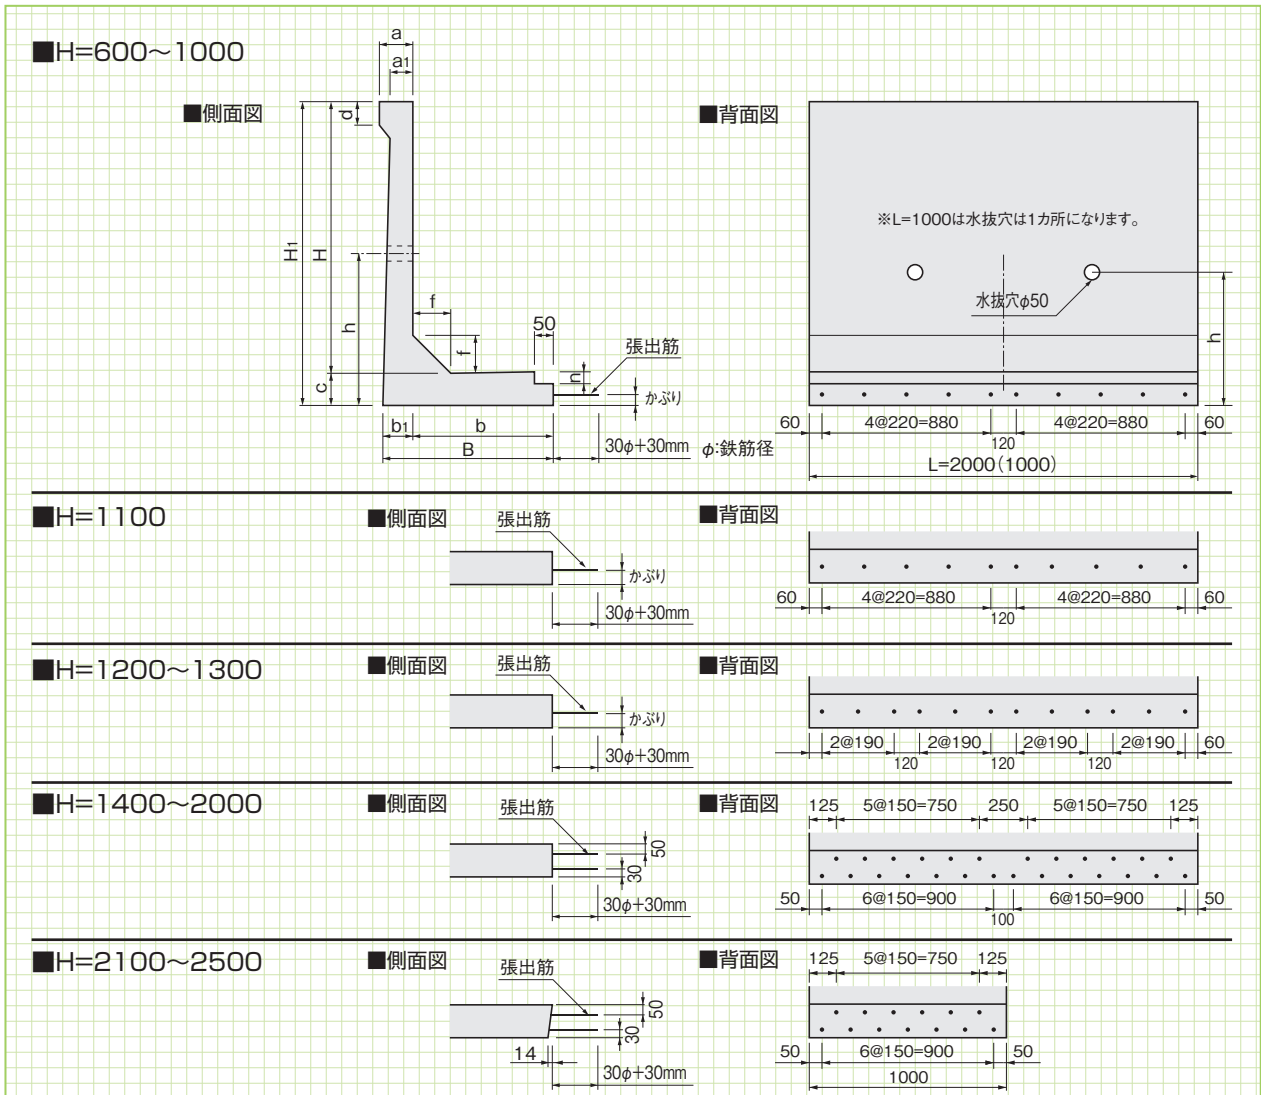 ■H=600～1000
■側面図
a
a1
d
H1
H
h
c
f
f
50
n
張出筋
かぶり
b1
b
B
30φ+30mm
φ:鉄筋径
■背面図
※L=1000は水抜穴は1カ所になります。
水抜穴φ50
h
60
4@220=880
120
4@220=880
60
L=2000(1000)
■H=1100
■側面図
張出筋
かぶり
30φ+30mm
■背面図
60
4@220=880
120
4@220=880
60
■H=1200～1300
■側面図
張出筋
かぶり
30φ+30mm
■背面図
2@190
2@190
2@190
2@190
60
120
120
120
■H=1400～2000
■側面図
張出筋
50
30
30φ+30mm
■背面図
125
5@150=750
250
5@150=750
125
50
6@150=900
100
6@150=900
50
■H=2100～2500
■側面図
張出筋
50
30
14
30φ+30mm
■背面図
125
5@150=750
125
50
6@150=900
50
1000